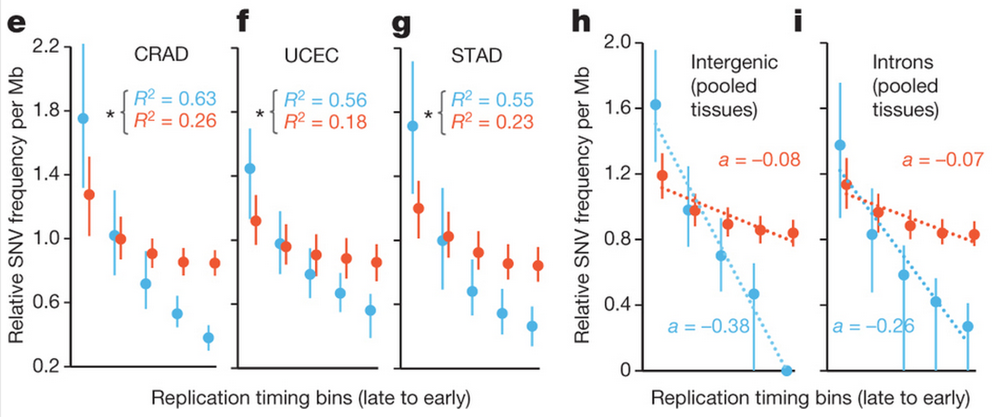 e
f
g
h
i
Relative SNV frequency per Mb
2.2
1.8
1.4
1.0
0.6
0.2
CRAD
*
R² = 0.63
R² = 0.26
UCEC
*
R² = 0.56
R² = 0.18
STAD
*
R² = 0.55
R² = 0.23
Replication timing bins (late to early)
Relative SNV frequency per Mb
2.0
1.6
1.2
0.8
0.4
0
Intergenic
(pooled
tissues)
a = –0.08
a = –0.38
Introns
(pooled
tissues)
a = –0.07
a = –0.26
Replication timing bins (late to early)